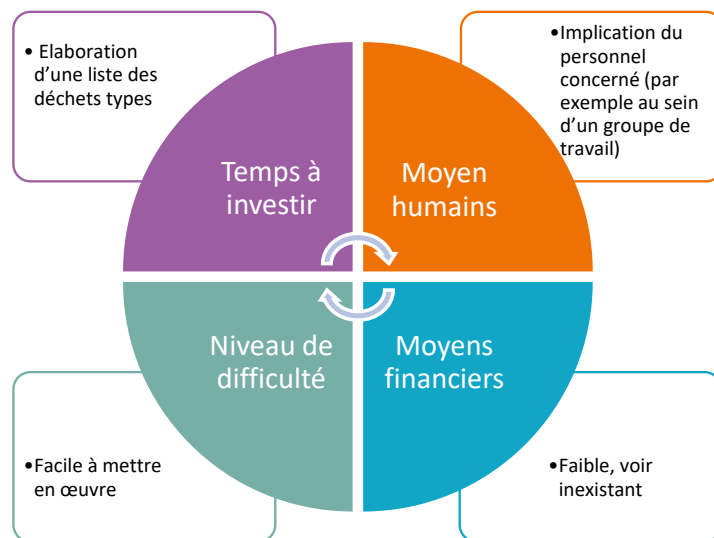 • Elaboration
d'une liste des
déchets types
•Implication du
personnel
concerné (par
exemple au sein
d'un groupe de
travail)
Temps à
investir
Moyen
humains
Niveau de
difficulté
Moyens
financiers
•Facile à mettre
en œuvre
•Faible, voir
inexistant